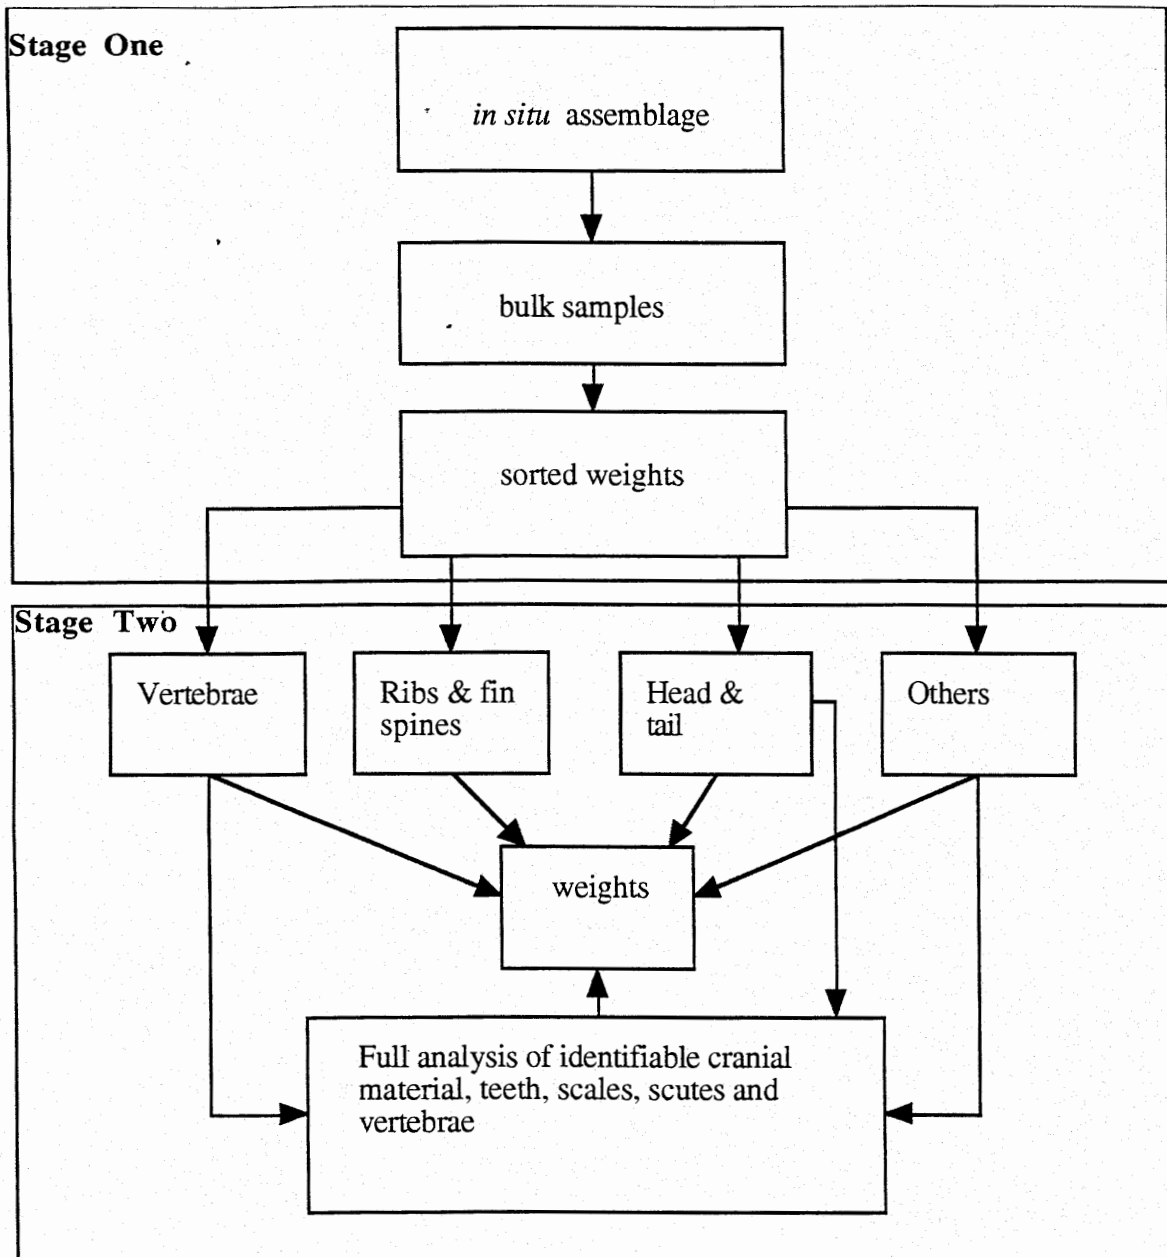 Stage One
in situ assemblage
bulk samples
sorted weights
Stage Two
Vertebrae
Ribs & fin
spines
Head &
tail
Others
weights
Full analysis of identifiable cranial
material, teeth, scales, scutes and
vertebrae